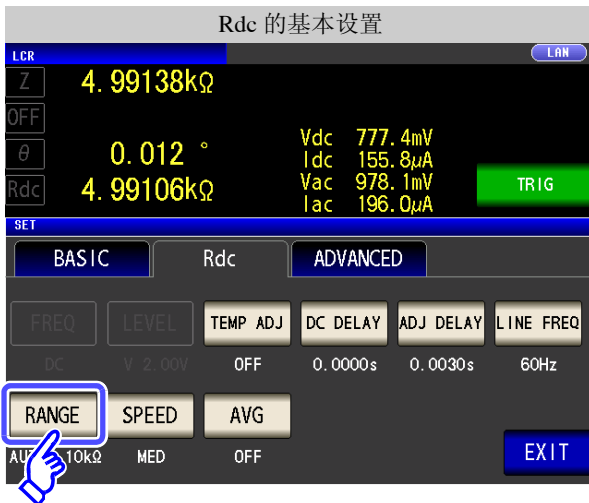 Rdc 的基本设置
LCR
LAN
Z 4.99138kΩ
OFF
θ 0.012 °
Rdc 4.99106kΩ
Vdc 777.4mV
Idc 155.8µA
Vac 978.1mV
Iac 196.0µA
TRIG
SET
BASIC Rdc ADVANCED
FREQ LEVEL TEMP ADJ DC DELAY ADJ DELAY LINE FREQ
DC V 2.00V OFF 0.0000s 0.0030s 60Hz
RANGE SPEED AVG
10kΩ MED OFF
EXIT